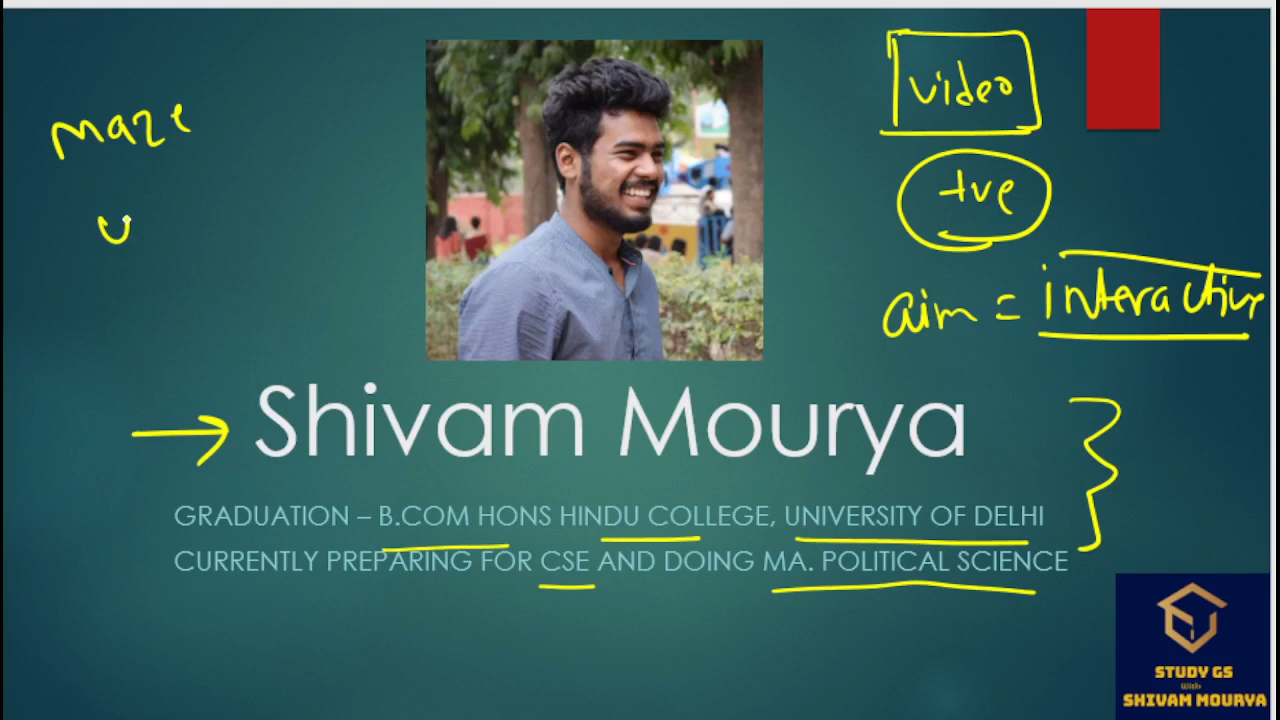 maze
u
video
+ve
aim = interactive
Shivam Mourya
GRADUATION – B.COM HONS HINDU COLLEGE, UNIVERSITY OF DELHI
CURRENTLY PREPARING FOR CSE AND DOING MA. POLITICAL SCIENCE
STUDY GS
With
SHIVAM MOURYA